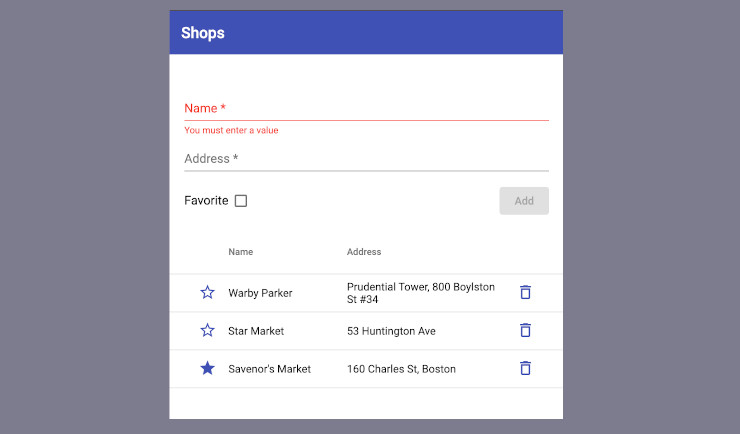 Shops
Name *
You must enter a value
Address *
Favorite
Add
Name Address
Warby Parker Prudential Tower, 800 Boylston
St #34
Star Market 53 Huntington Ave
Savenor's Market 160 Charles St, Boston